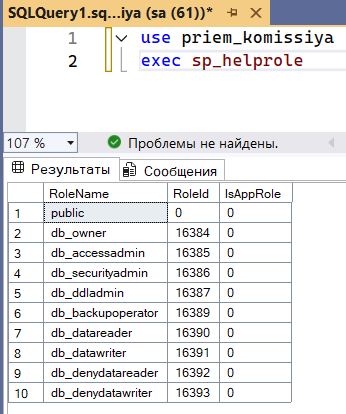 SQLQuery1.sq...iya (sa (61))*
1 use priem_komissiya
2 exec sp_helprole
107 %
Проблемы не найдены.
Результаты Сообщения
RoleName RoleId IsAppRole
1 public 0 0
2 db_owner 16384 0
3 db_accessadmin 16385 0
4 db_securityadmin 16386 0
5 db_ddladmin 16387 0
6 db_backupoperator 16389 0
7 db_datareader 16390 0
8 db_datawriter 16391 0
9 db_denydatareader 16392 0
10 db_denydatawriter 16393 0